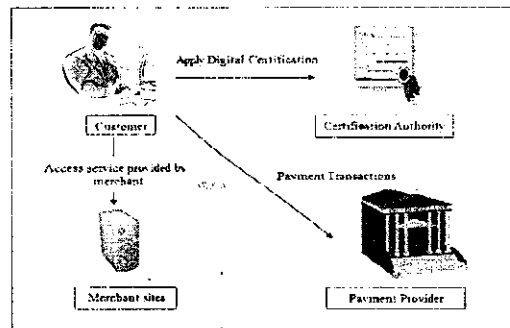 Apply Digital Certification
Customer
Certification Authority
Access service provided by
merchant
Payment Transactions
Merchant sites
Payment Provider